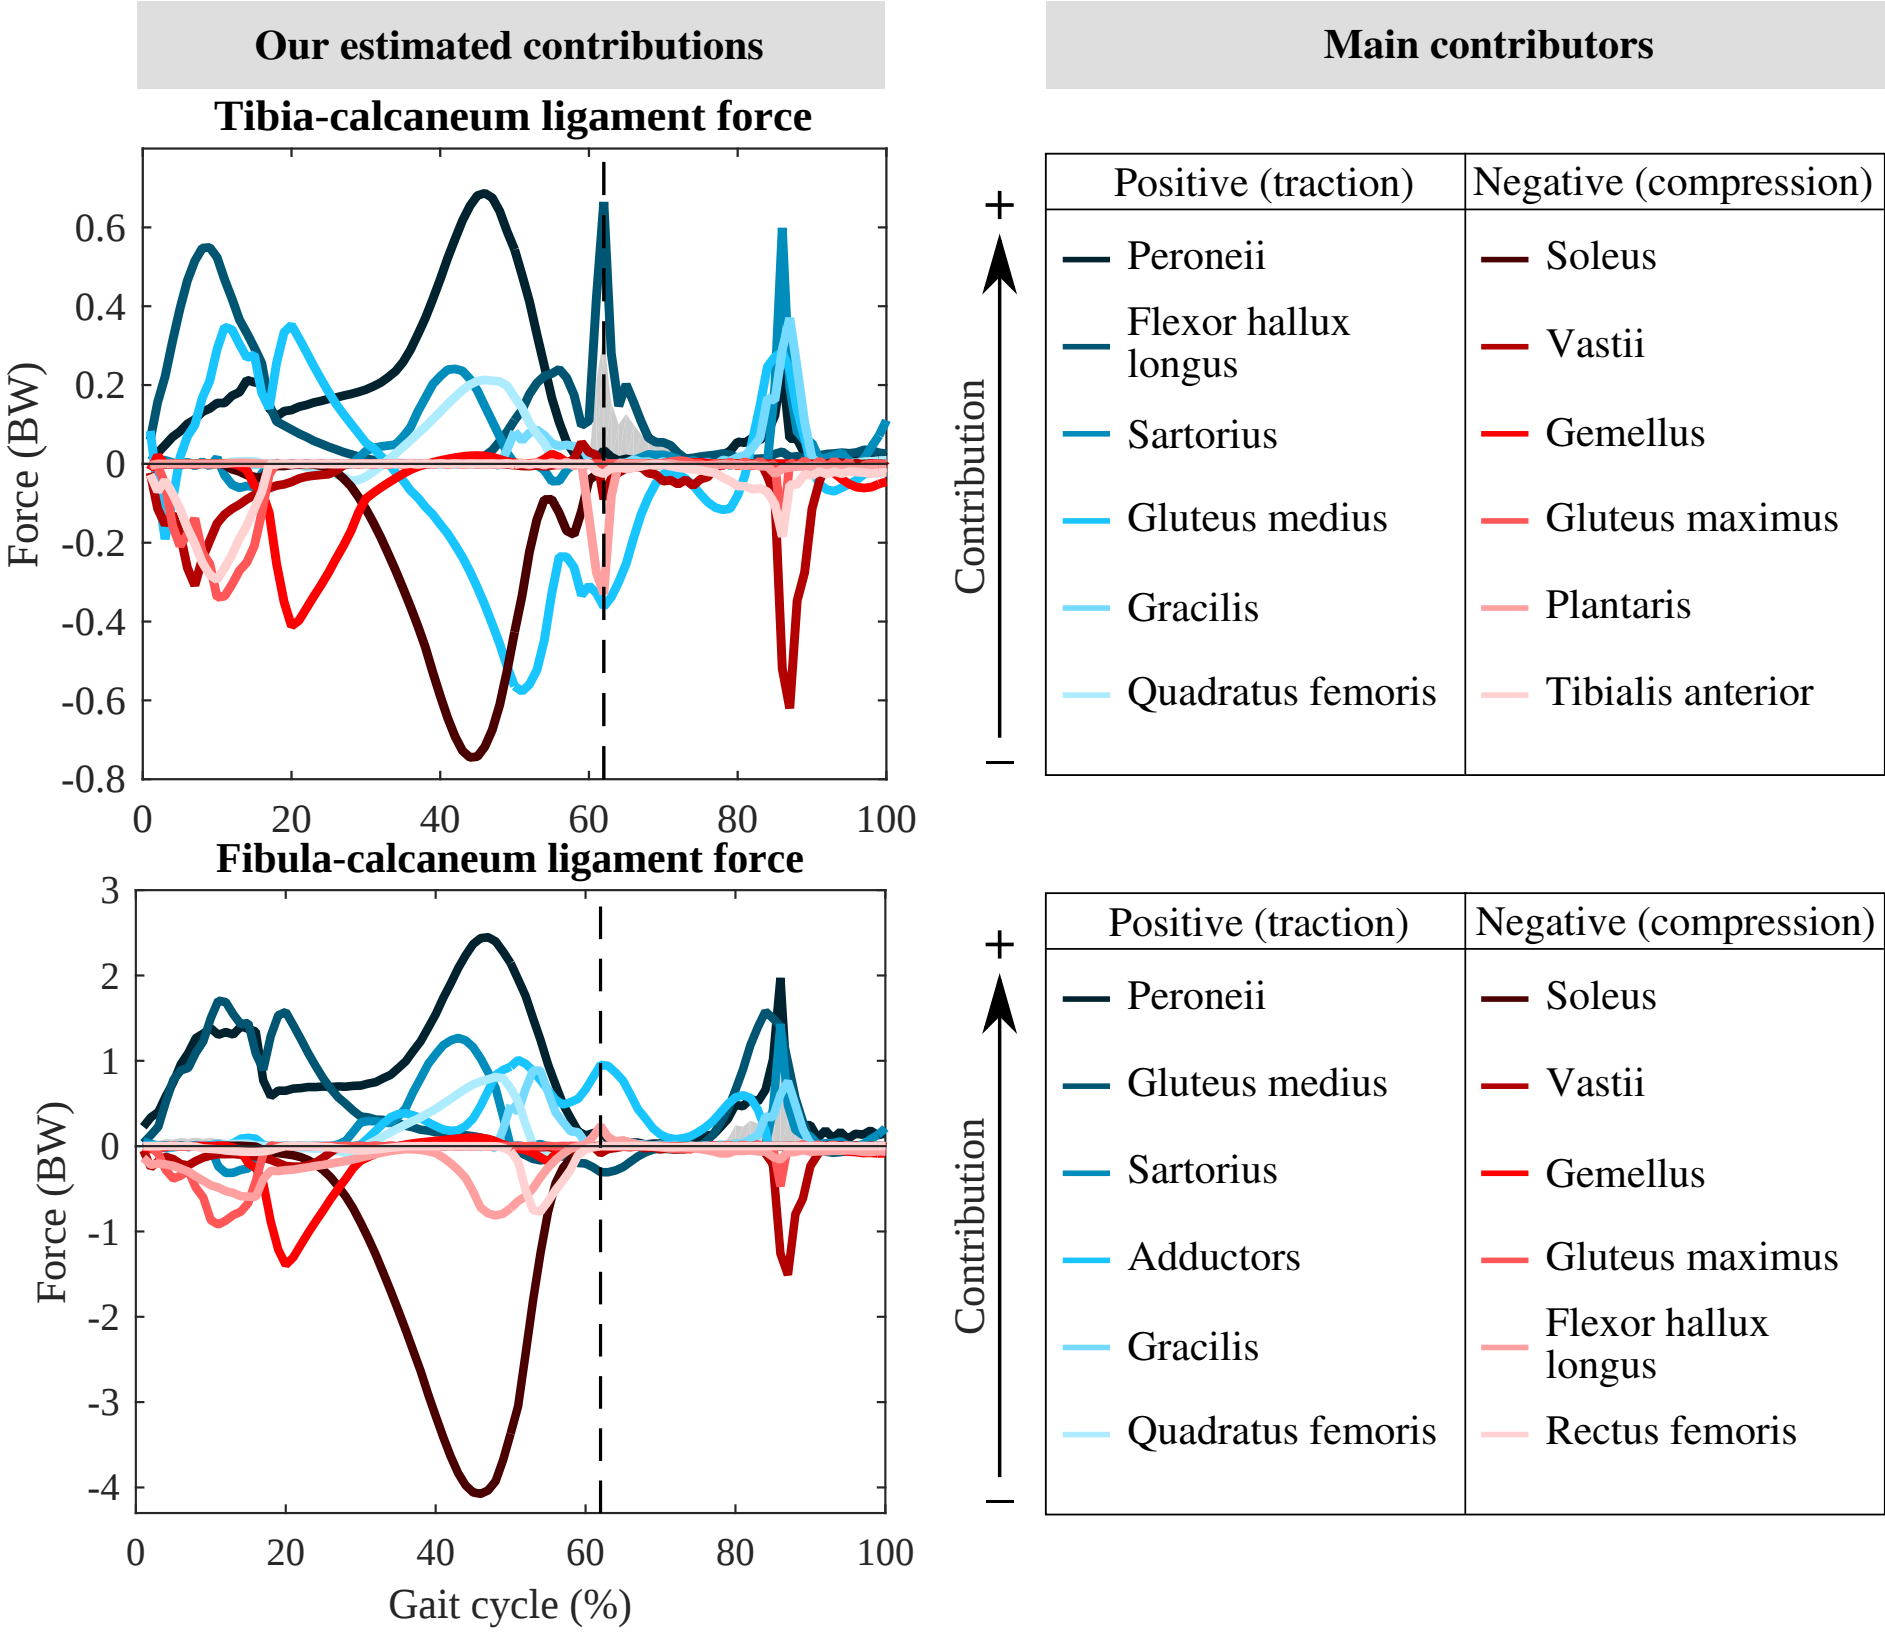 Our estimated contributions
Main contributors
Tibia-calcaneum ligament force
Force (BW)
0.6
0.4
0.2
0
-0.2
-0.4
-0.6
-0.8
0 20 40 60 80 100
+
Contribution
–
Positive (traction) Negative (compression)
Peroneii Soleus
Flexor hallux
longus
Vastii
Sartorius Gemellus
Gluteus medius Gluteus maximus
Gracilis Plantaris
Quadratus femoris Tibialis anterior
Fibula-calcaneum ligament force
Force (BW)
3
2
1
0
-1
-2
-3
-4
0 20 40 60 80 100
Gait cycle (%)
+
Contribution
–
Positive (traction) Negative (compression)
Peroneii Soleus
Gluteus medius Vastii
Sartorius Gemellus
Adductors Gluteus maximus
Gracilis
Flexor hallux
longus
Quadratus femoris Rectus femoris